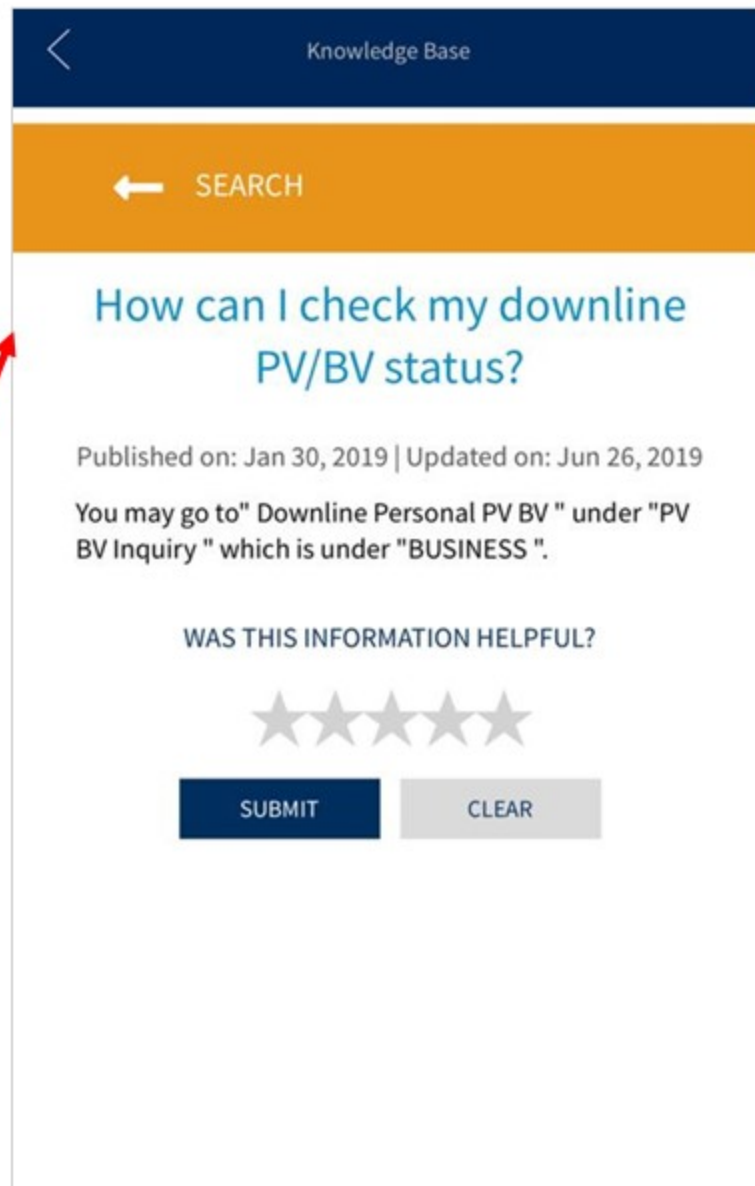 Knowledge Base
SEARCH
How can I check my downline
PV/BV status?
Published on: Jan 30, 2019 | Updated on: Jun 26, 2019
You may go to" Downline Personal PV BV " under "PV
BV Inquiry " which is under "BUSINESS ".
WAS THIS INFORMATION HELPFUL?
SUBMIT
CLEAR